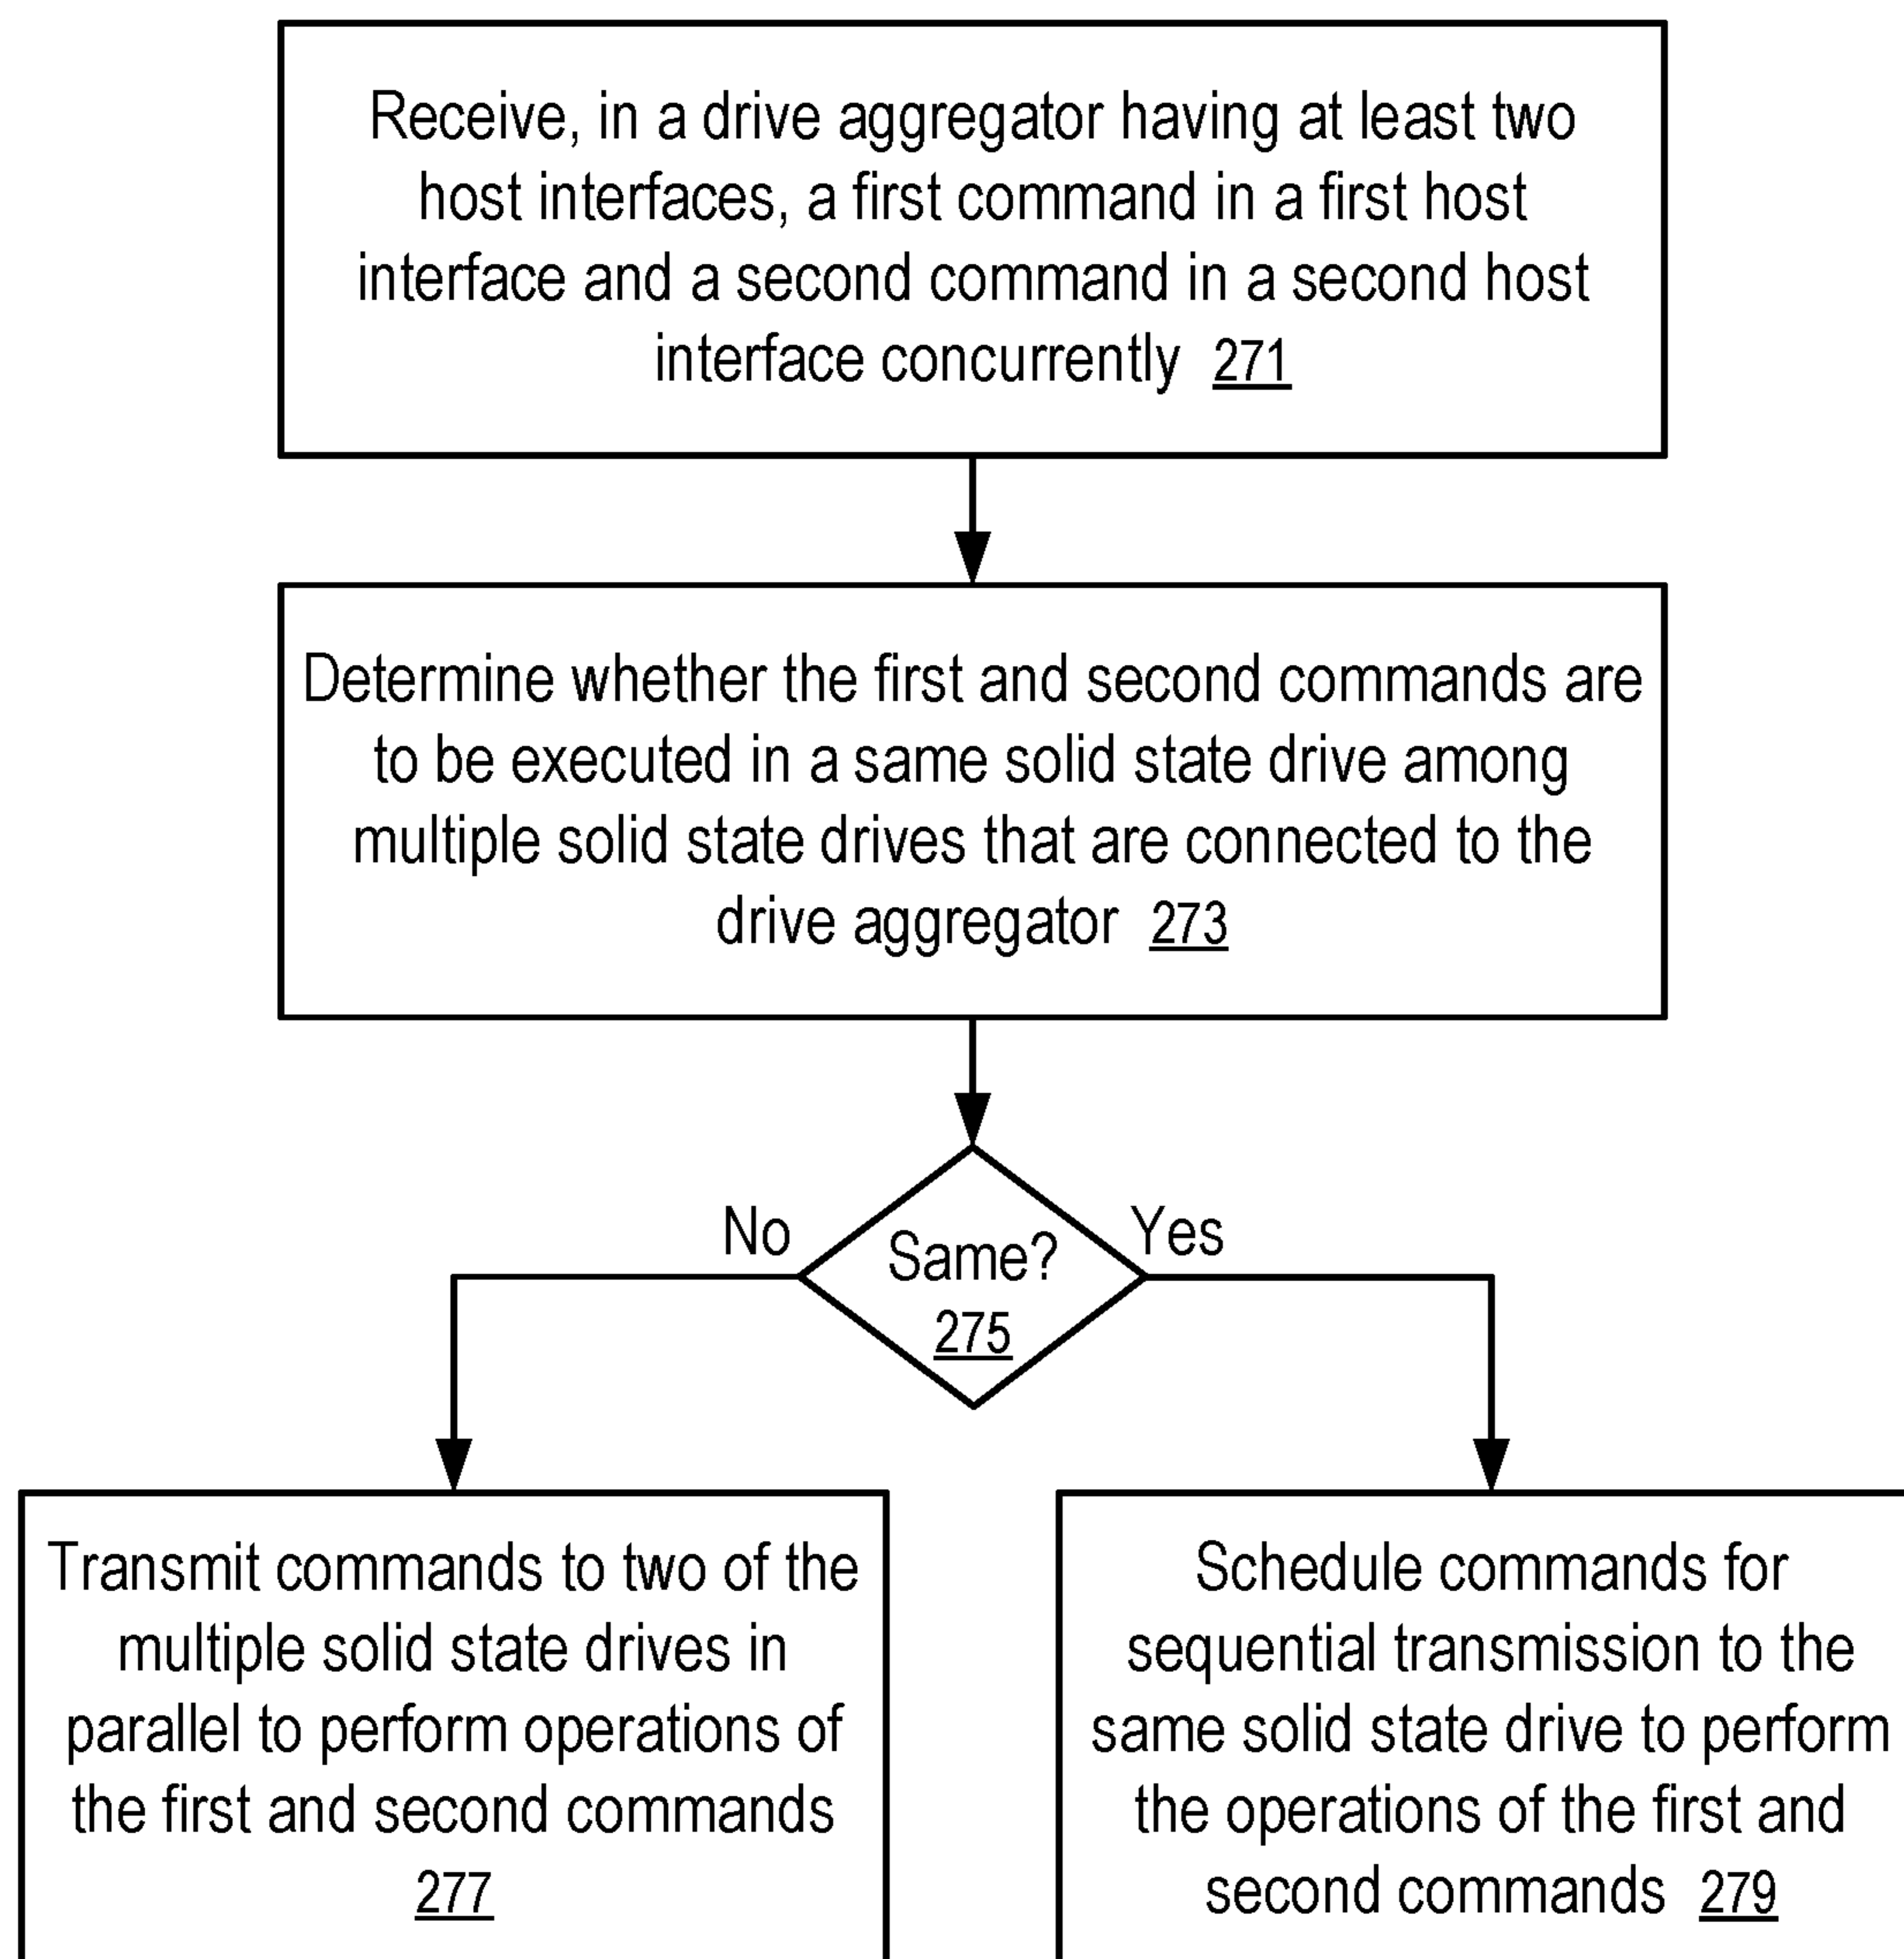 Receive, in a drive aggregator having at least two
host interfaces, a first command in a first host
interface and a second command in a second host
interface concurrently 271
Determine whether the first and second commands are
to be executed in a same solid state drive among
multiple solid state drives that are connected to the
drive aggregator 273
No
Yes
Same?
275
Transmit commands to two of the
multiple solid state drives in
parallel to perform operations of
the first and second commands
277
Schedule commands for
sequential transmission to the
same solid state drive to perform
the operations of the first and
second commands 279